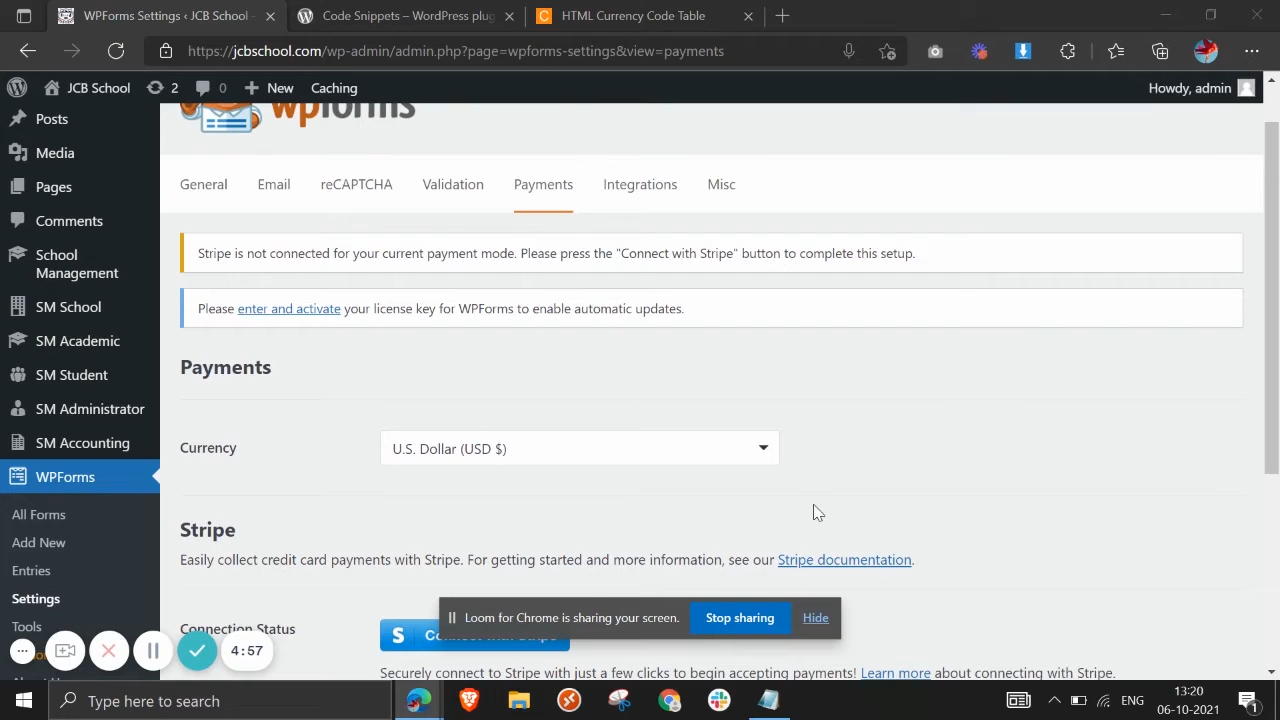 WPForms Settings ‹ JCB School –
Code Snippets – WordPress plug
HTML Currency Code Table
https://jcbschool.com/wp-admin/admin.php?page=wpforms-settings&view=payments
JCB School
2
0
New
Caching
Howdy, admin
Posts
Media
Pages
Comments
School
Management
SM School
SM Academic
SM Student
SM Administrator
SM Accounting
WPForms
All Forms
Add New
Entries
Settings
Tools
wpforms
General
Email
reCAPTCHA
Validation
Payments
Integrations
Misc
Stripe is not connected for your current payment mode. Please press the "Connect with Stripe" button to complete this setup.
Please enter and activate your license key for WPForms to enable automatic updates.
Payments
Currency
U.S. Dollar (USD $)
Stripe
Easily collect credit card payments with Stripe. For getting started and more information, see our Stripe documentation.
Connection Status
S
Connect with Stripe
Securely connect to Stripe with just a few clicks to begin accepting payments! Learn more about connecting with Stripe.
Loom for Chrome is sharing your screen.
Stop sharing
Hide
4:57
Type here to search
ENG
13:20
06-10-2021
1